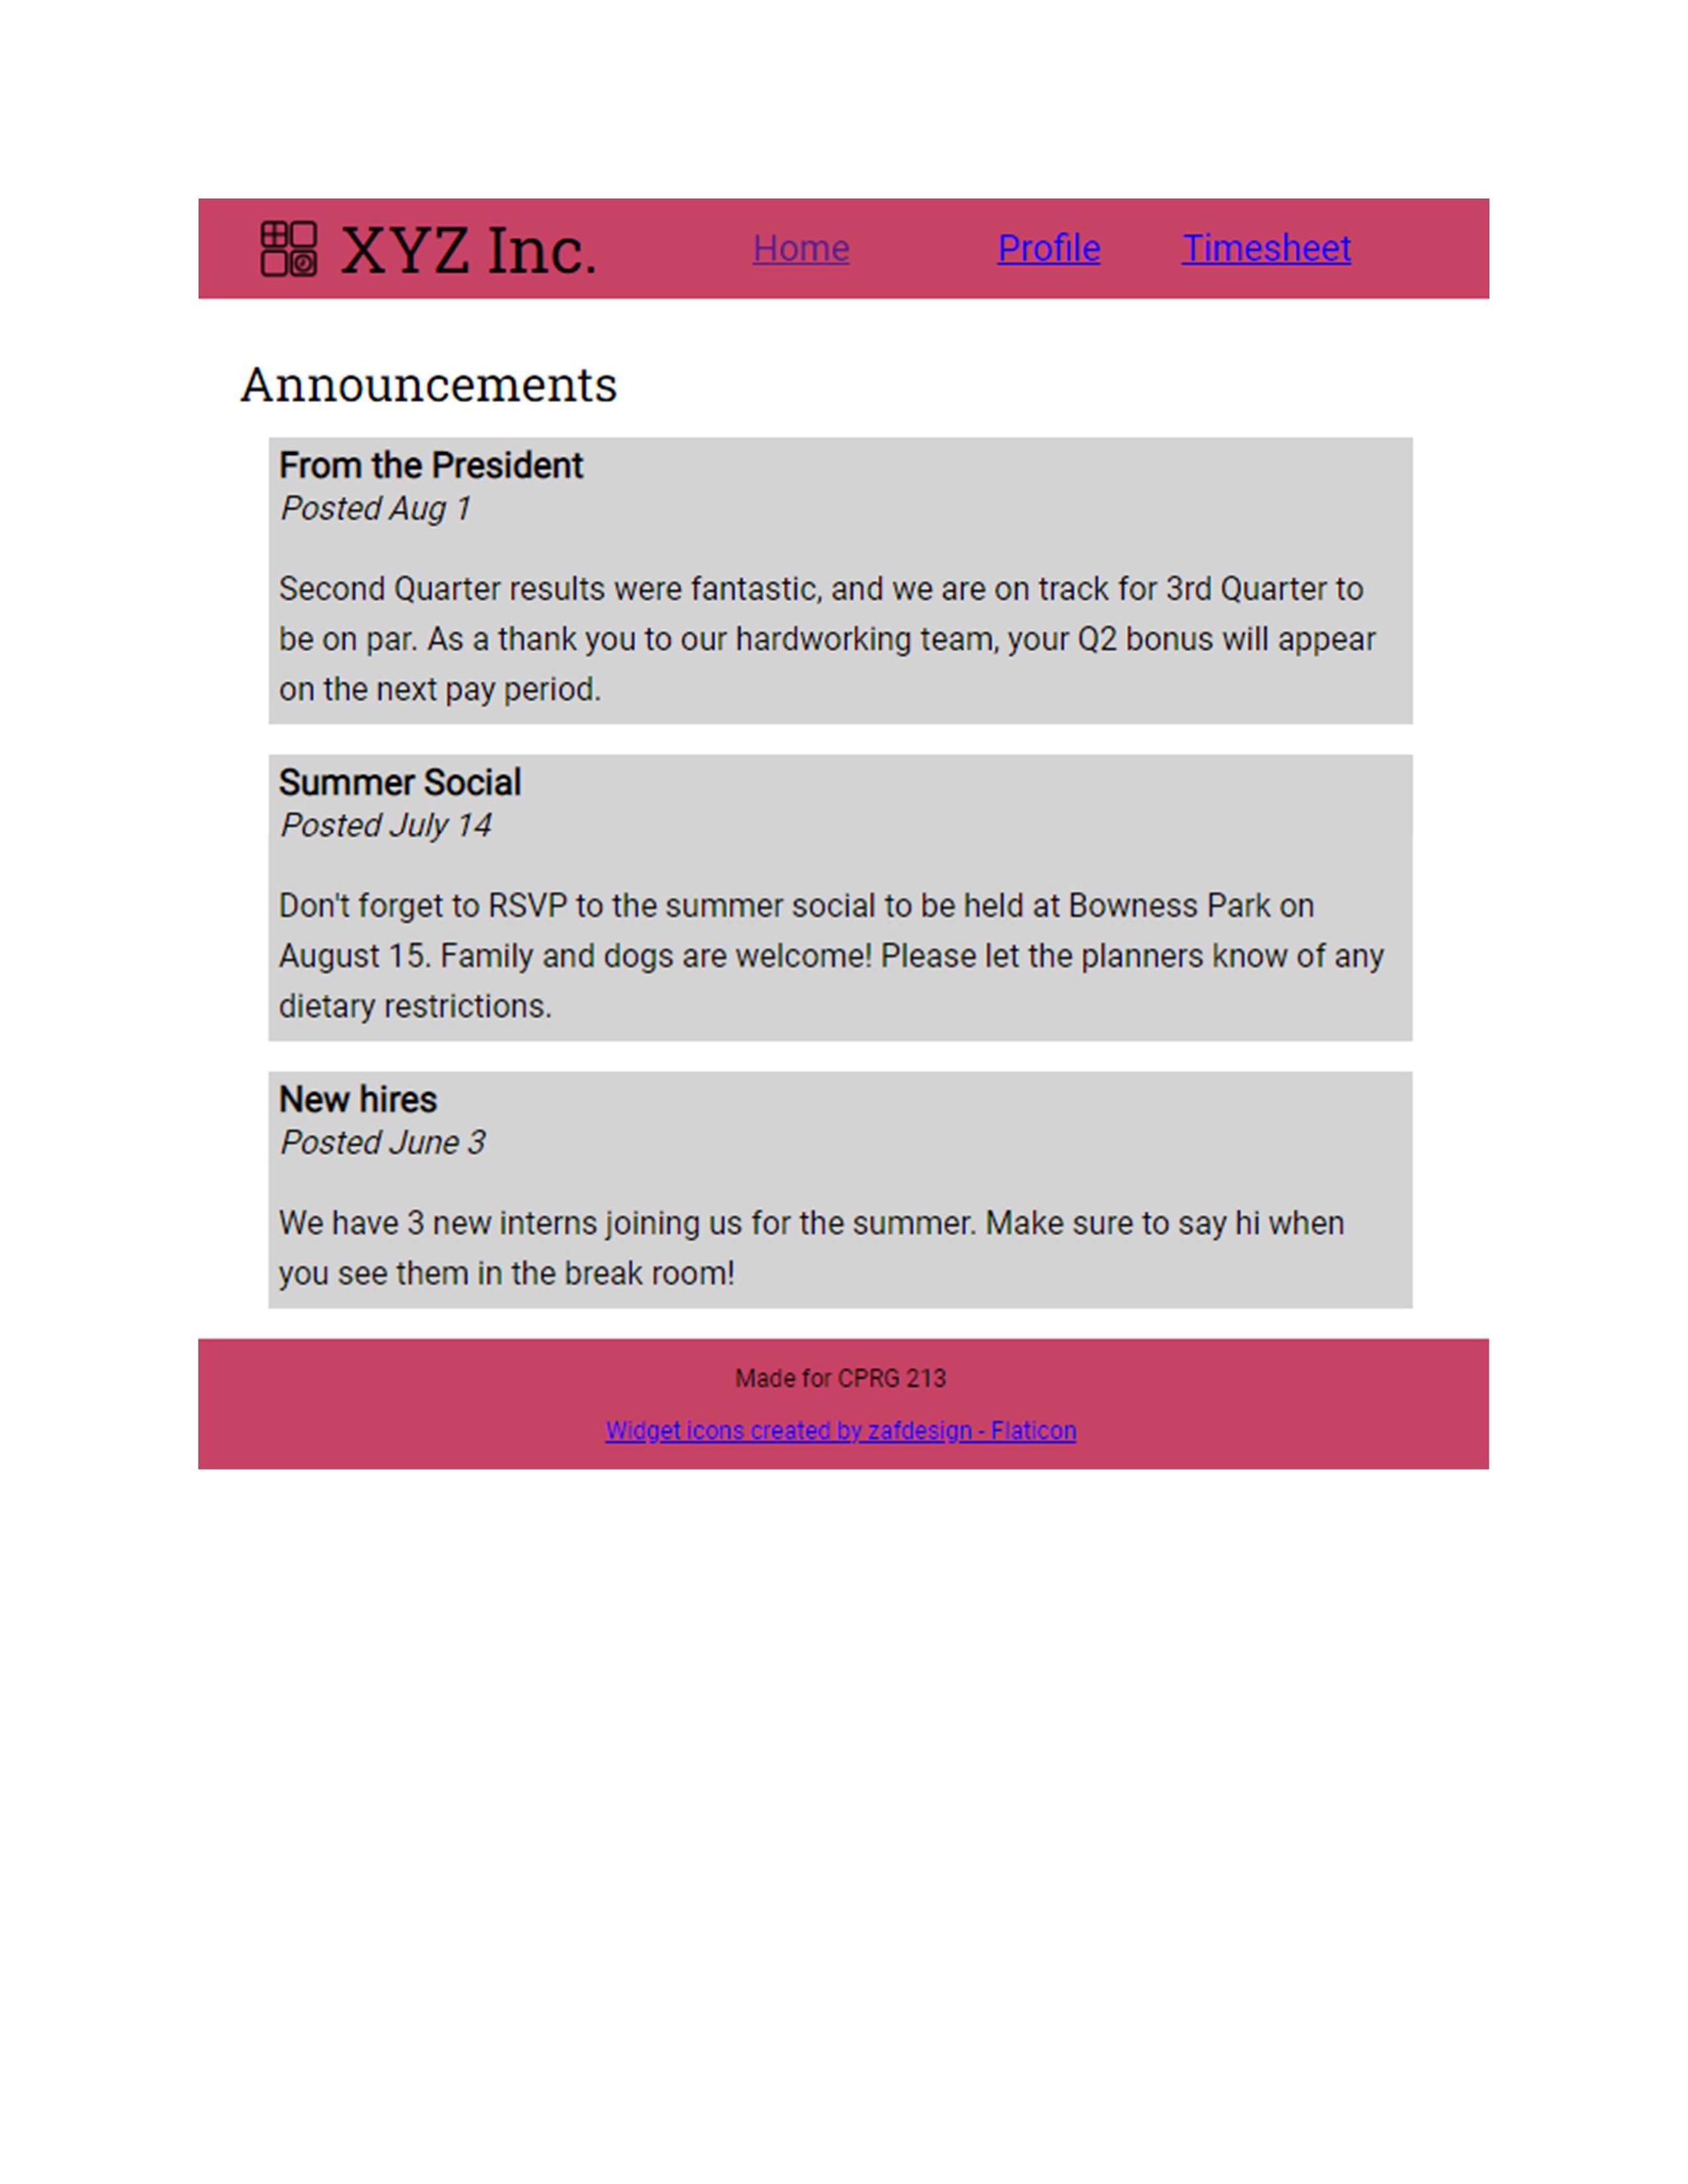 XYZ Inc. Home Profile Timesheet
Announcements
From the President
Posted Aug 1
Second Quarter results were fantastic, and we are on track for 3rd Quarter to
be on par. As a thank you to our hardworking team, your Q2 bonus will appear
on the next pay period.
Summer Social
Posted July 14
Don't forget to RSVP to the summer social to be held at Bowness Park on
August 15. Family and dogs are welcome! Please let the planners know of any
dietary restrictions.
New hires
Posted June 3
We have 3 new interns joining us for the summer. Make sure to say hi when
you see them in the break room!
Made for CPRG 213
Widget icons created by zafdesign - Flaticon